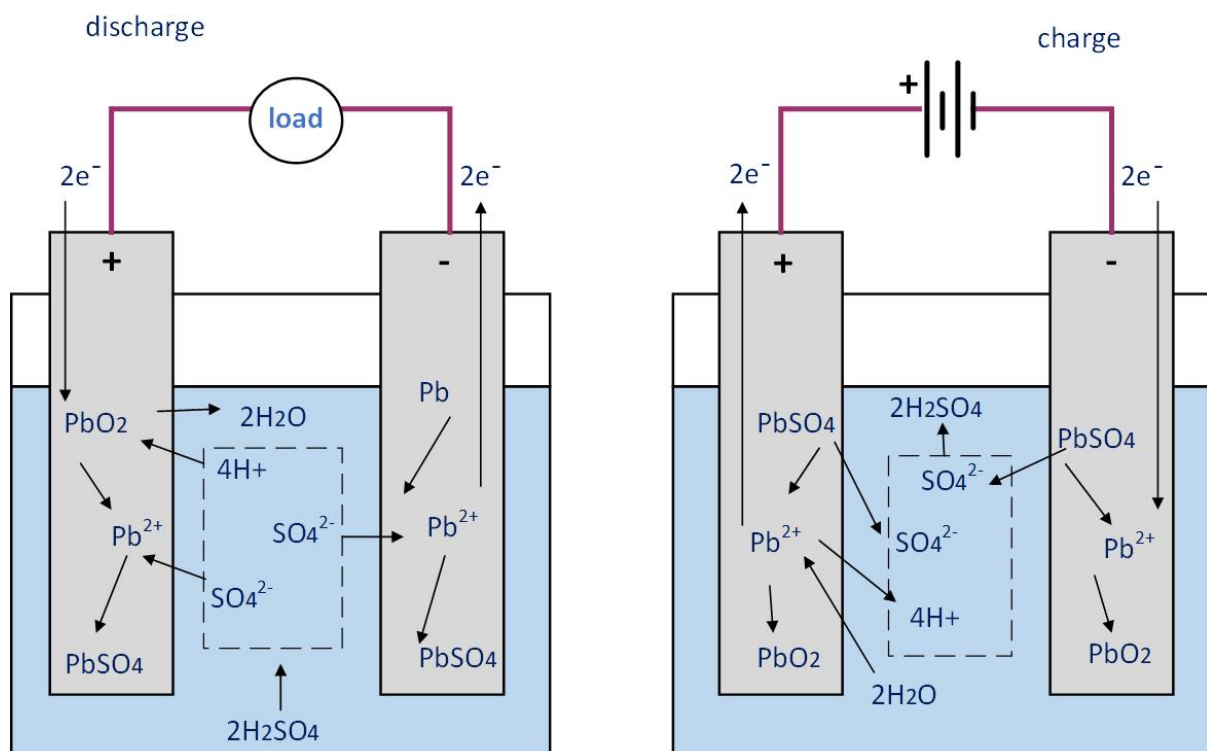 discharge
load
2e⁻
2e⁻
+
-
PbO2
2H2O
4H+
Pb²⁺
SO4²⁻
SO4²⁻
PbSO4
2H2SO4
Pb
Pb²⁺
PbSO4
charge
+
2e⁻
2e⁻
+
-
PbSO4
2H2SO4
PbSO4
SO4²⁻
Pb²⁺
SO4²⁻
Pb²⁺
4H+
PbO2
PbO2
2H2O